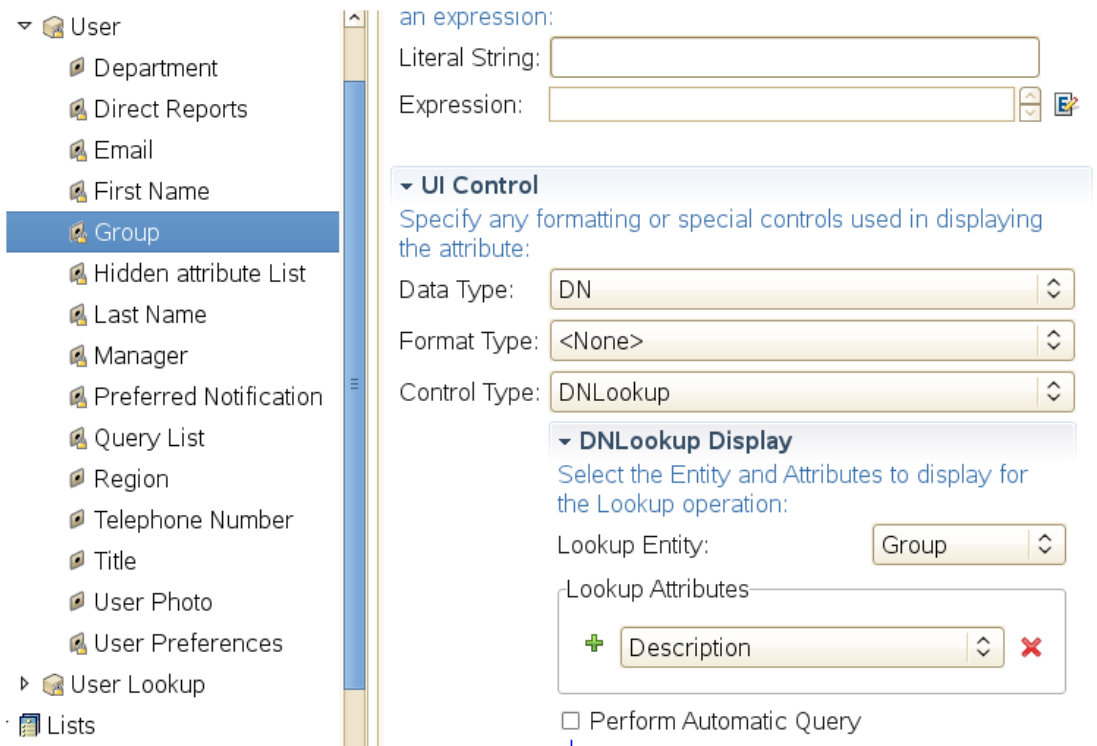 User
Department
Direct Reports
Email
First Name
Group
Hidden attribute List
Last Name
Manager
Preferred Notification
Query List
Region
Telephone Number
Title
User Photo
User Preferences
User Lookup
Lists
an expression:
Literal String:
Expression:
UI Control
Specify any formatting or special controls used in displaying
the attribute:
Data Type: DN
Format Type: <None>
Control Type: DNLookup
DNLookup Display
Select the Entity and Attributes to display for
the Lookup operation:
Lookup Entity: Group
Lookup Attributes
Description
Perform Automatic Query